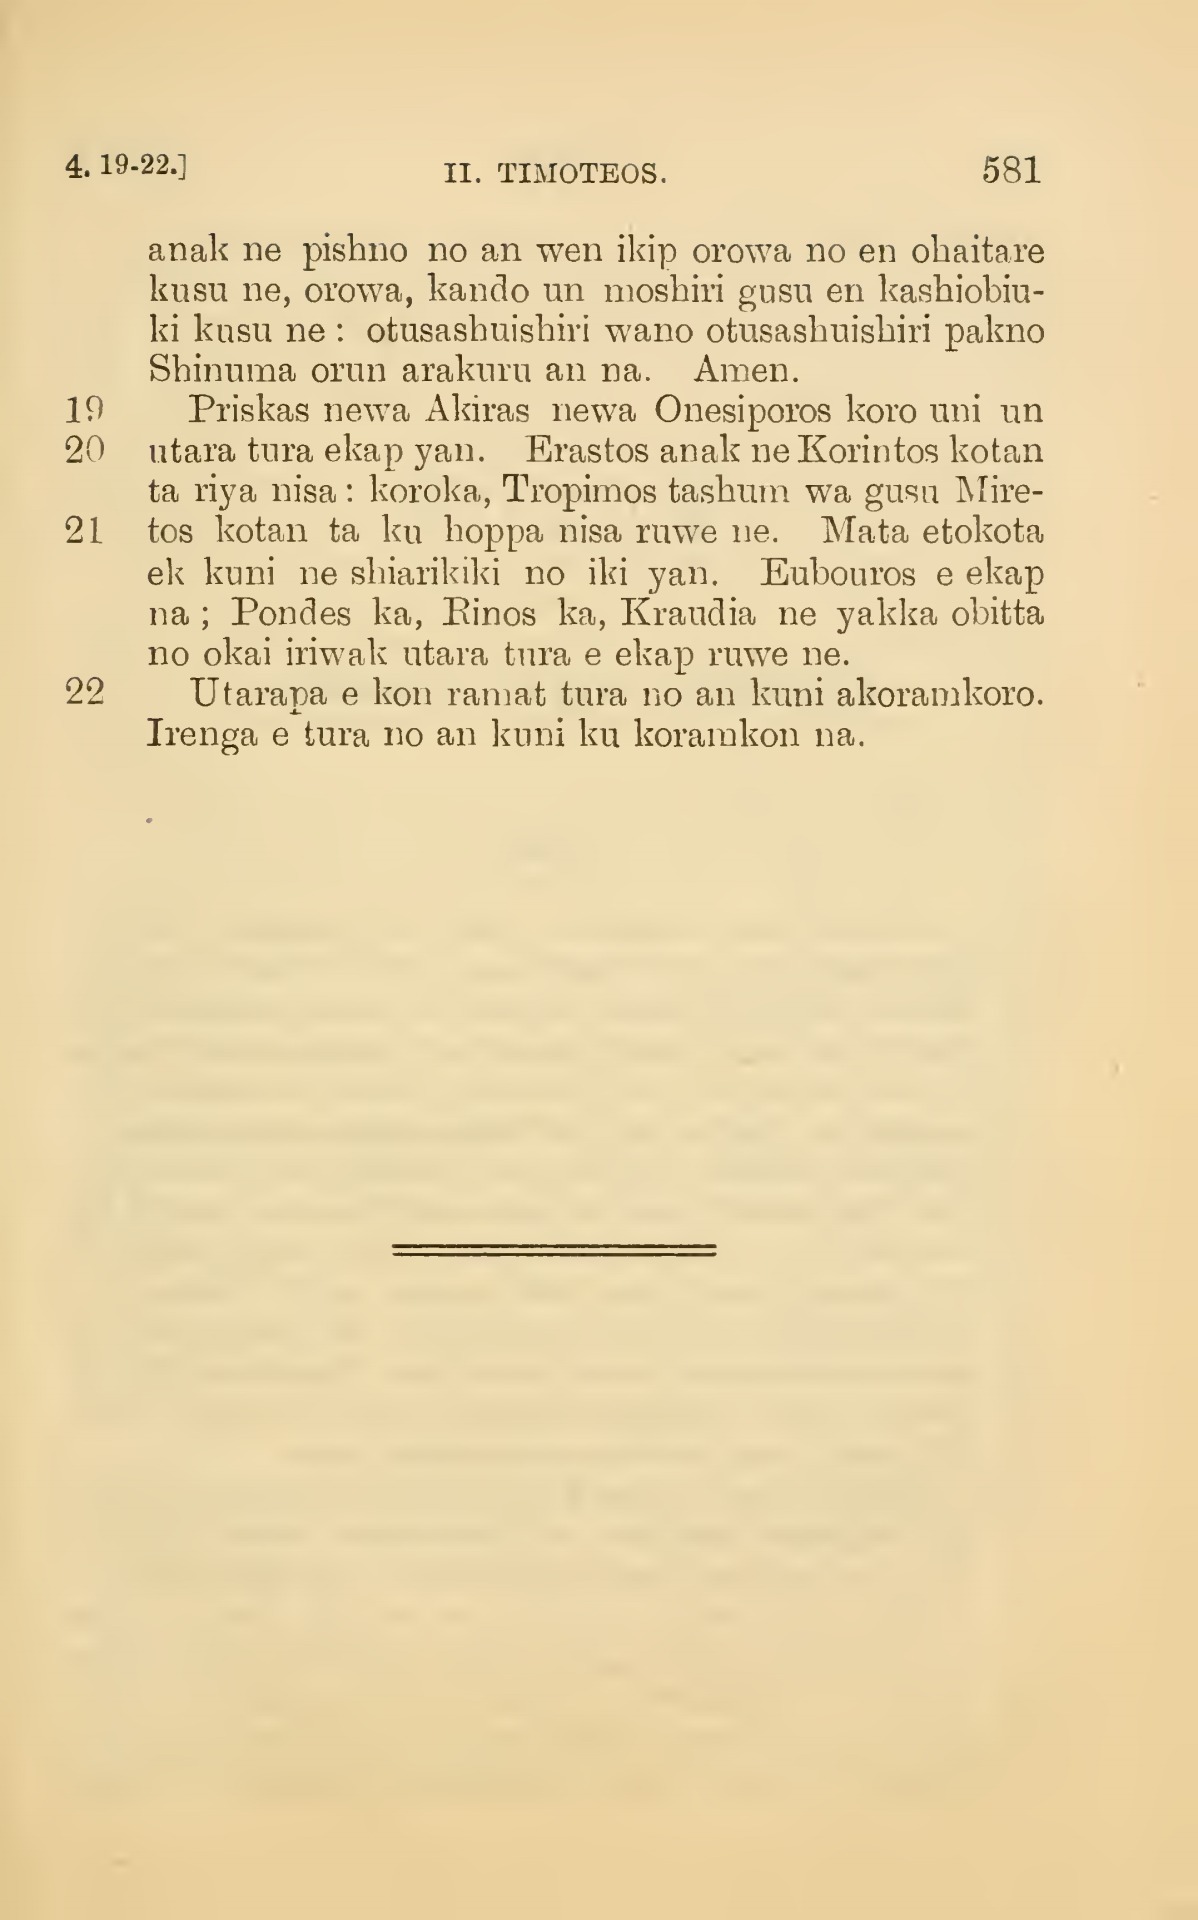 4. 19-22.] II. TIMOTEOS. 581
anak ne pishno no an wen ikip orowa no en ohaitare
kusu ne, orowa, kando un moshiri gusu en kashiobiu-
ki kusu ne : otusashuishiri wano otusashuishiri pakno
Shinuma orun arakuru an na. Amen.
19 Priskas newa Akiras newa Onesiporos koro uni un
20 utara tura ekap yan. Erastos anak ne Korintos kotan
ta riya nisa : koroka, Tropimos tashum wa gusu Mire-
21 tos kotan ta ku hoppa nisa ruwe ne. Mata etokota
ek kuni ne shiarikiki no iki yan. Eubouros e ekap
na ; Pondes ka, Rinos ka, Kraudia ne yakka obitta
no okai iriwak utara tura e ekap ruwe ne.
22 Utarapa e kon ramat tura no an kuni akoramkoro.
Irenga e tura no an kuni ku koramkon na.